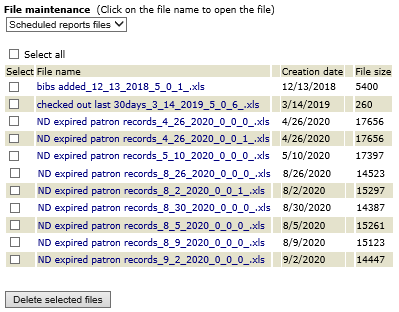 File maintenance (Click on the file name to open the file)
Scheduled reports files
Select all
Select File name Creation date File size
bibs added_12_13_2018_5_0_1_.xls 12/13/2018 5400
checked out last 30days_3_14_2019_5_0_6_.xls 3/14/2019 260
ND expired patron records_4_26_2020_0_0_0_.xls 4/26/2020 17656
ND expired patron records_4_26_2020_0_0_1_.xls 4/26/2020 17656
ND expired patron records_5_10_2020_0_0_0_.xls 5/10/2020 17397
ND expired patron records_8_26_2020_0_0_0_.xls 8/26/2020 14523
ND expired patron records_8_2_2020_0_0_1_.xls 8/2/2020 15297
ND expired patron records_8_30_2020_0_0_0_.xls 8/30/2020 14387
ND expired patron records_8_5_2020_0_0_0_.xls 8/5/2020 15261
ND expired patron records_8_9_2020_0_0_0_.xls 8/9/2020 15123
ND expired patron records_9_2_2020_0_0_0_.xls 9/2/2020 14447
Delete selected files